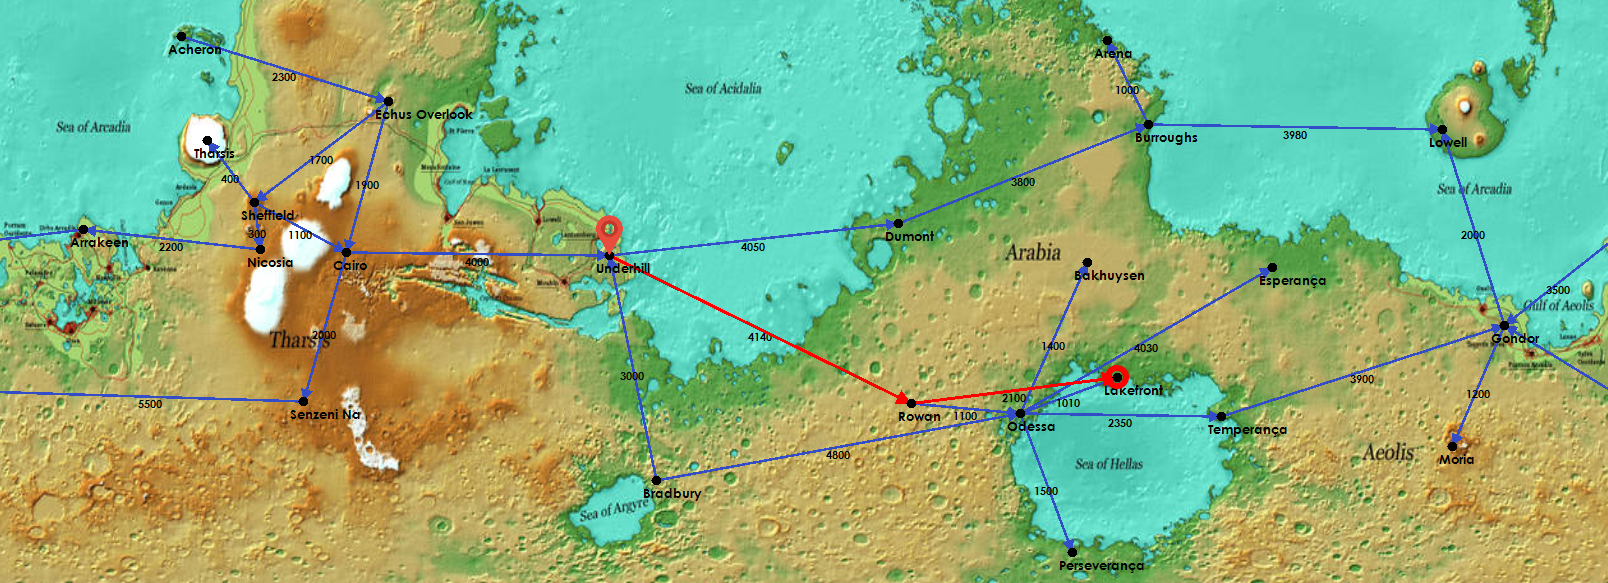 Acheron
2300
Echus Overlook
Sea of Arcadia
Tharsis
400
1700
1900
Sheffield
300
1100
Arrakeen
2200
Nicosia
Cairo
4000
Underhill
Sea of Acidalia
4050
Dumont
3800
Arena
1000
Burroughs
3980
Lowell
Sea of Arcadia
2000
Arabia
Bakhuysen
Esperança
3500
Gulf of Aeolis
Gondor
Tharsis
2000
5500
Senzeni Na
3000
4140
1400
4030
Lakefront
2100
1010
Rowan
1100
Odessa
2350
Temperança
3900
1200
Aeolis
Moria
4800
Bradbury
Sea of Argyre
Sea of Hellas
1500
Perseverança
San Juwes
Lowell